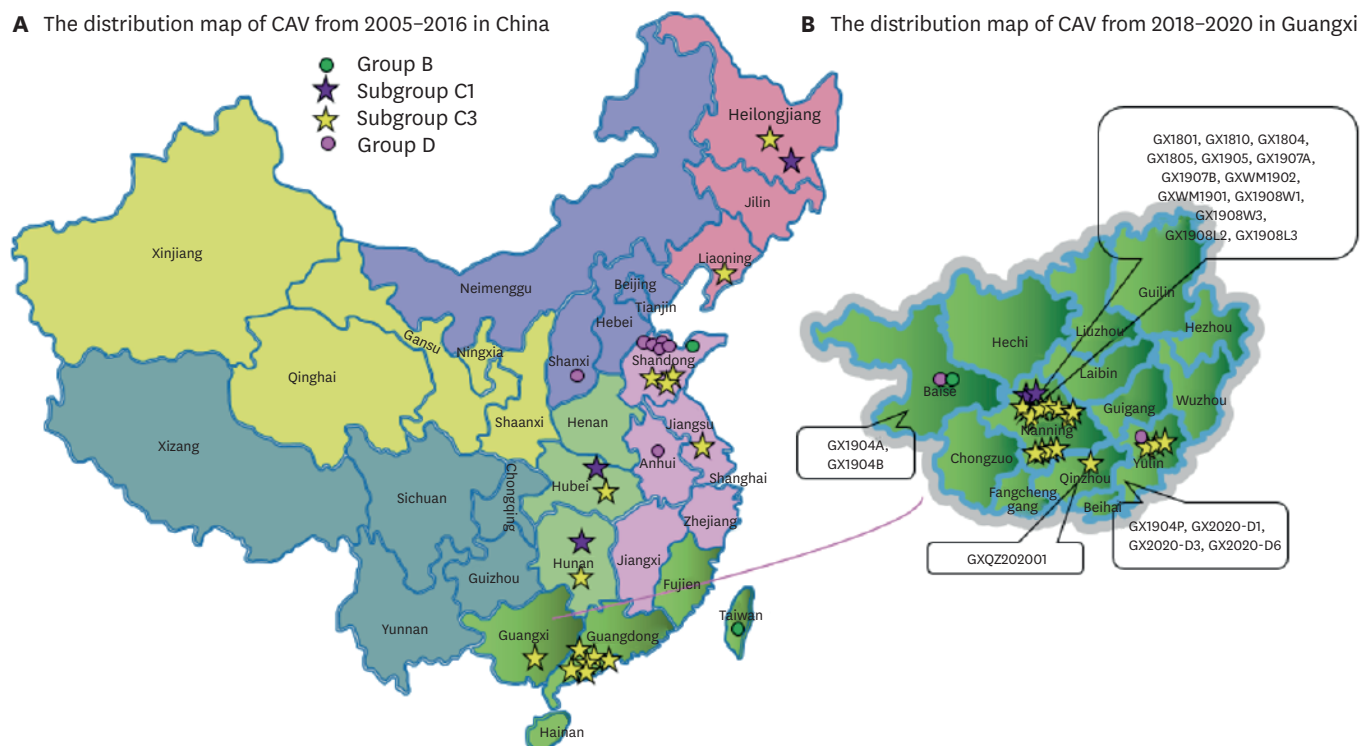 A The distribution map of CAV from 2005–2016 in China
Group B
Subgroup C1
Subgroup C3
Group D
Heilongjiang
Jilin
Liaoning
Xinjiang
Neimenggu
Beijing
Tianjin
Hebei
Gansu
Ningxia
Shanxi
Shandong
Qinghai
Shaanxi
Henan
Jiangsu
Xizang
Anhui
Shanghai
Sichuan
Chongqing
Hubei
Zhejiang
Hunan
Jiangxi
Guizhou
Fujien
Taiwan
Yunnan
Guangxi
Guangdong
Hainan
B The distribution map of CAV from 2018–2020 in Guangxi
GX1801, GX1810, GX1804,
GX1805, GX1905, GX1907A,
GX1907B, GXWM1902,
GXWM1901, GX1908W1,
GX1908W3,
GX1908L2, GX1908L3
Guilin
Hechi
Liuzhou
Hezhou
Laibin
Baise
Guigang
Wuzhou
Nanning
GX1904A,
GX1904B
Chongzuo
Yulin
Qinzhou
Fangcheng
gang
Beihai
GX1904P, GX2020-D1,
GX2020-D3, GX2020-D6
GXQZ202001